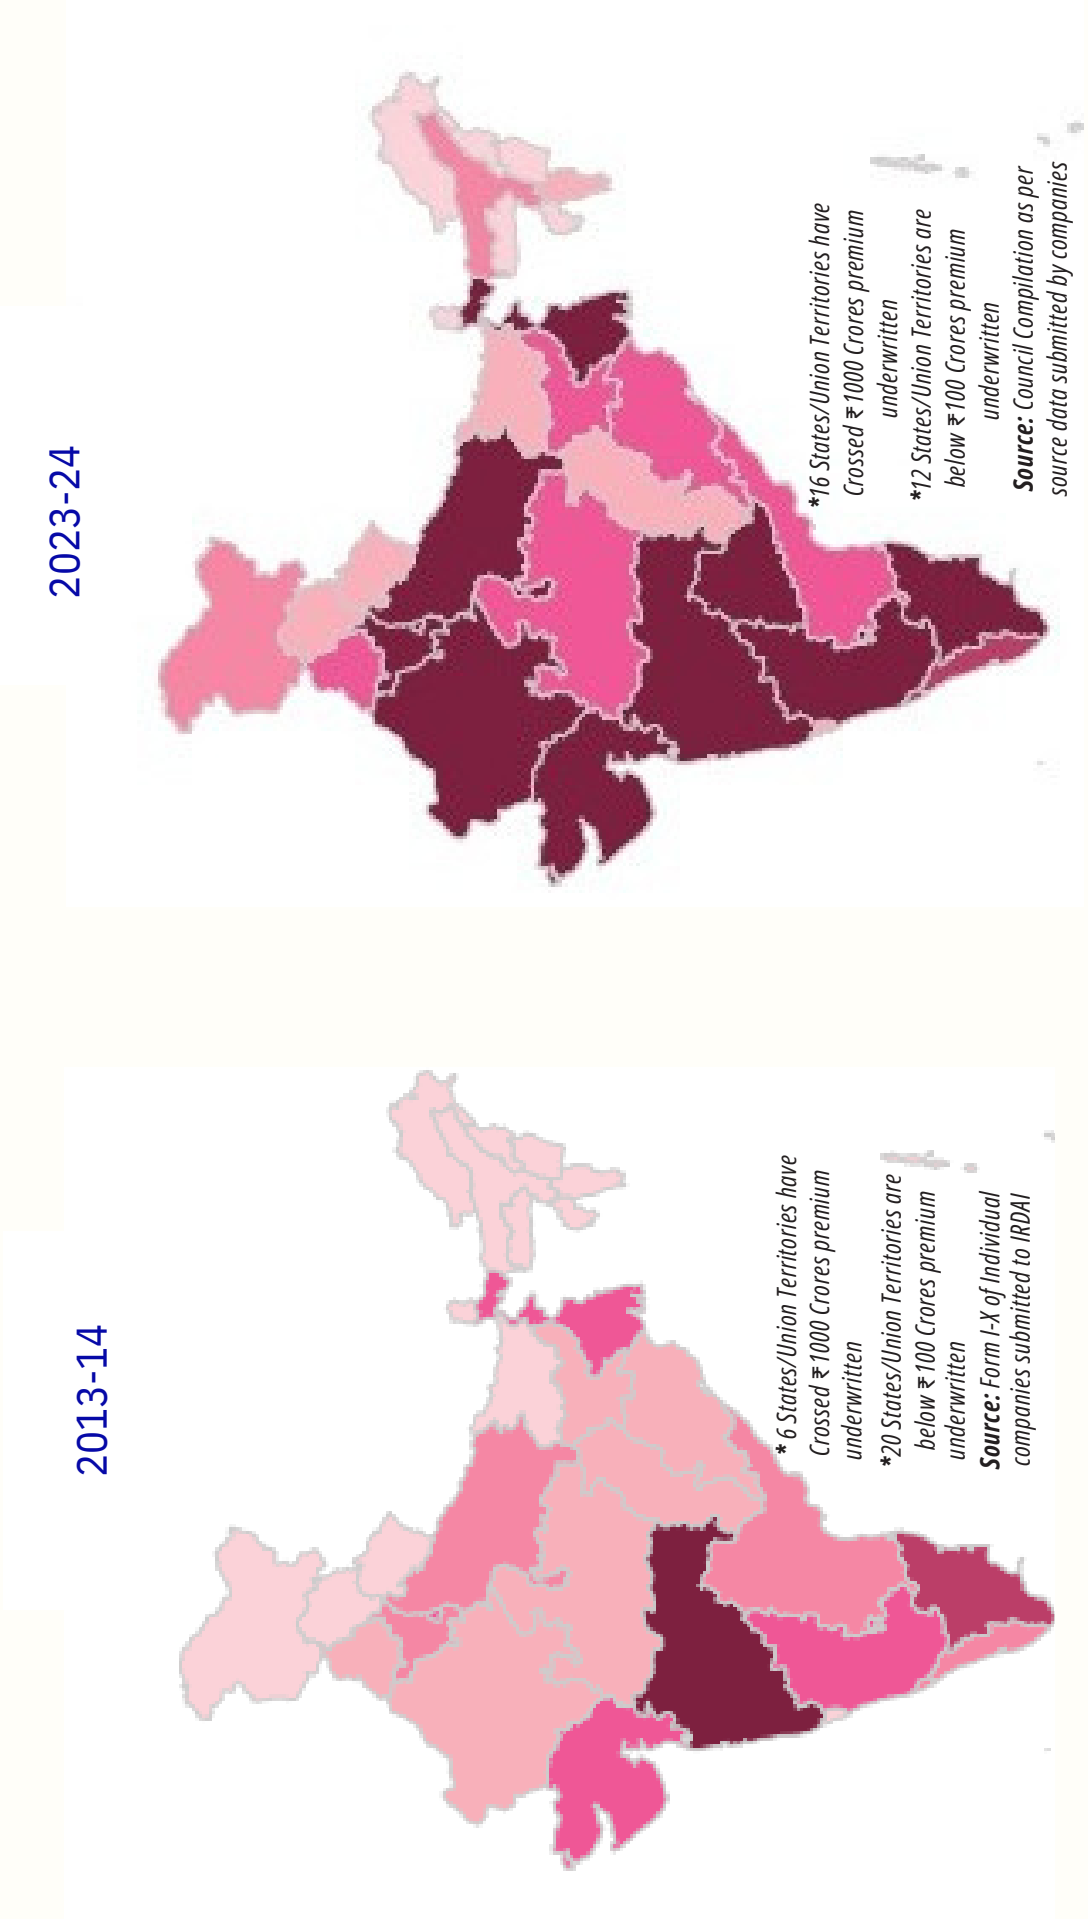 2013-14
* 6 States/Union Territories have
Crossed ₹ 1000 Crores premium
underwritten
*20 States/Union Territories are
below ₹ 100 Crores premium
underwritten
Source: Form I-X of Individual
companies submitted to IRDAI
2023-24
*16 States/Union Territories have
Crossed ₹ 1000 Crores premium
underwritten
*12 States/Union Territories are
below ₹ 100 Crores premium
underwritten
Source: Council Compilation as per
source data submitted by companies